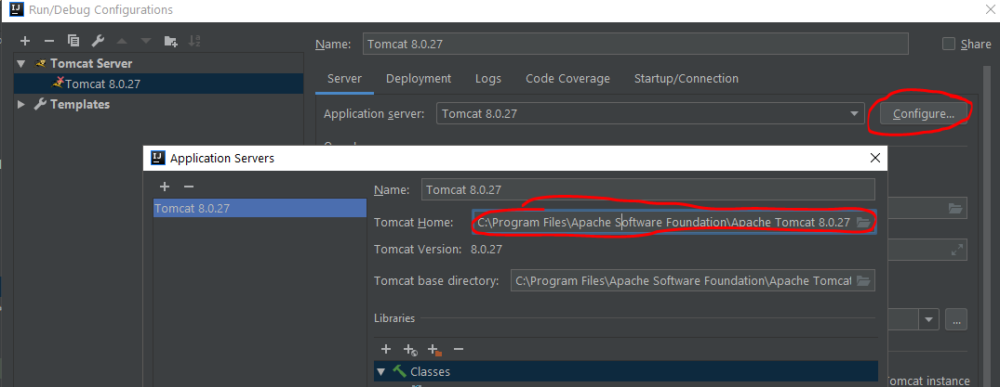 IJ Run/Debug Configurations
Name: Tomcat 8.0.27 Share
Tomcat Server
Tomcat 8.0.27
Templates
Server Deployment Logs Code Coverage Startup/Connection
Application server: Tomcat 8.0.27 Configure...
IJ Application Servers
Tomcat 8.0.27
Name: Tomcat 8.0.27
Tomcat Home: C:\Program Files\Apache Software Foundation\Apache Tomcat 8.0.27
Tomcat Version: 8.0.27
Tomcat base directory: C:\Program Files\Apache Software Foundation\Apache Tomcat
...
Libraries
Classes
omcat instance